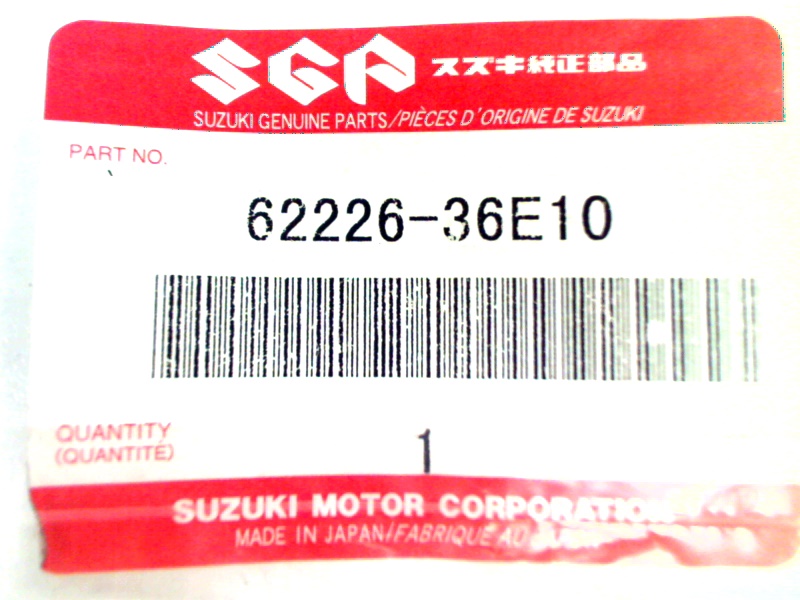 SGP スズキ純正部品
SUZUKI GENUINE PARTS/PIÈCES D'ORIGINE DE SUZUKI
PART NO.
62226-36E10
QUANTITY
(QUANTITÉ)
1
SUZUKI MOTOR CORPORATION
MADE IN JAPAN/FABRIQUÉ AU